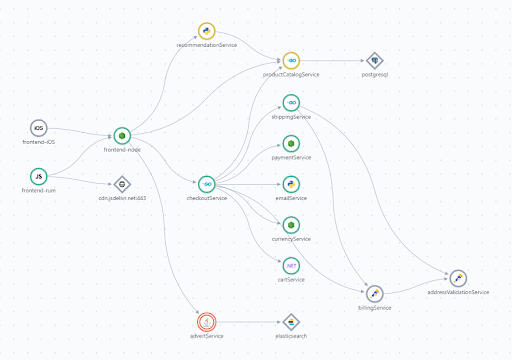 recommendationService
productCatalogService
postgresql
shippingService
iOS
frontend-iOS
frontend-node
paymentService
JS
frontend-rum
cdn.jsdelivr.net:443
checkoutService
emailService
currencyService
.NET
cartService
addressValidationService
billingService
advertService
elasticsearch